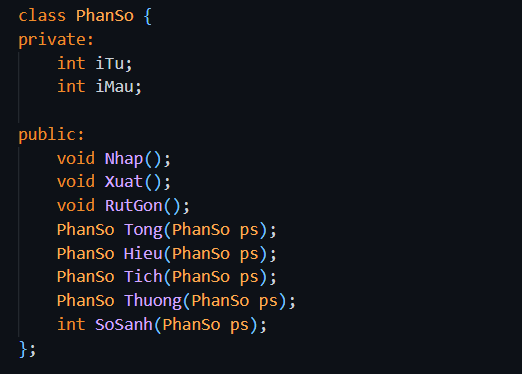 class PhanSo {
private:
    int iTu;
    int iMau;

public:
    void Nhap();
    void Xuat();
    void RutGon();
    PhanSo Tong(PhanSo ps);
    PhanSo Hieu(PhanSo ps);
    PhanSo Tich(PhanSo ps);
    PhanSo Thuong(PhanSo ps);
    int SoSanh(PhanSo ps);
};